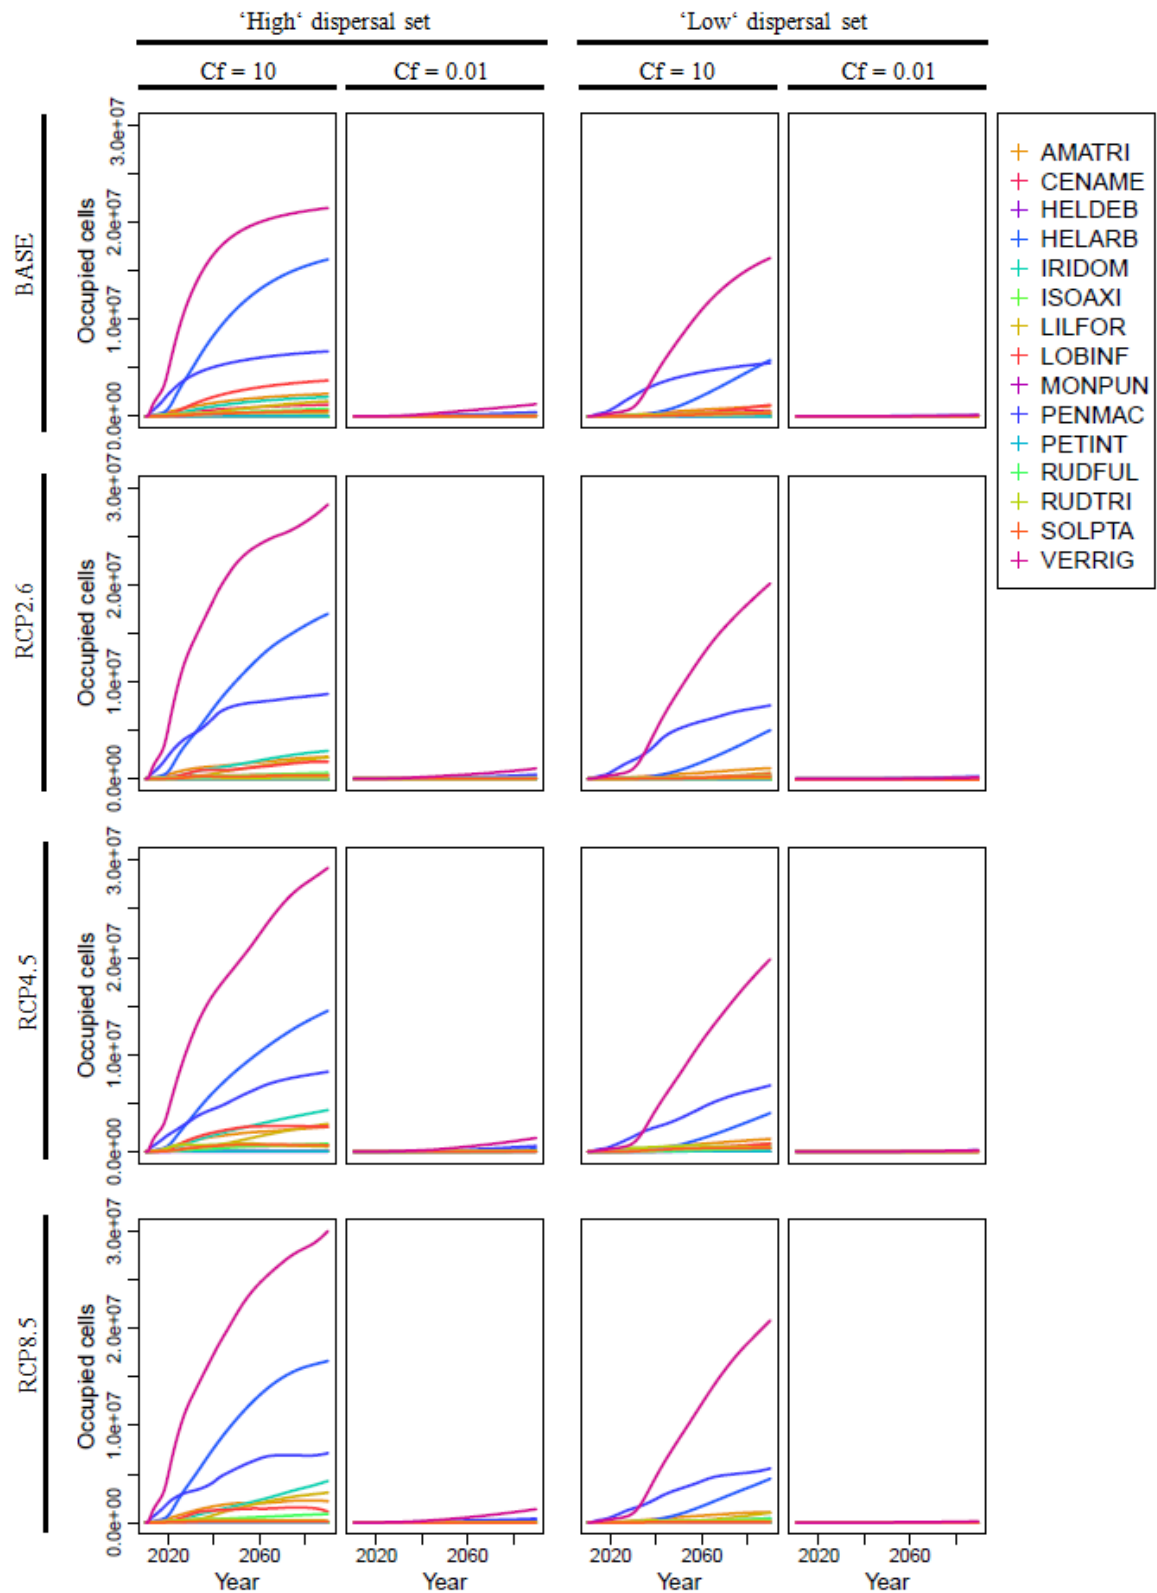 ‘High‘ dispersal set
‘Low‘ dispersal set
Cf = 10
Cf = 0.01
Cf = 10
Cf = 0.01
BASE
Occupied cells
0.0e+00
1.0e+07
2.0e+07
3.0e+07
AMATRI
CENAME
HELDEB
HELARB
IRIDOM
ISOAXI
LILFOR
LOBINF
MONPUN
PENMAC
PETINT
RUDFUL
RUDTRI
SOLPTA
VERRIG
RCP2.6
Occupied cells
0.0e+00
1.0e+07
2.0e+07
3.0e+07
RCP4.5
Occupied cells
0.0e+00
1.0e+07
2.0e+07
3.0e+07
RCP8.5
Occupied cells
0.0e+00
1.0e+07
2.0e+07
3.0e+07
2020 2060
2020 2060
2020 2060
2020 2060
Year
Year
Year
Year